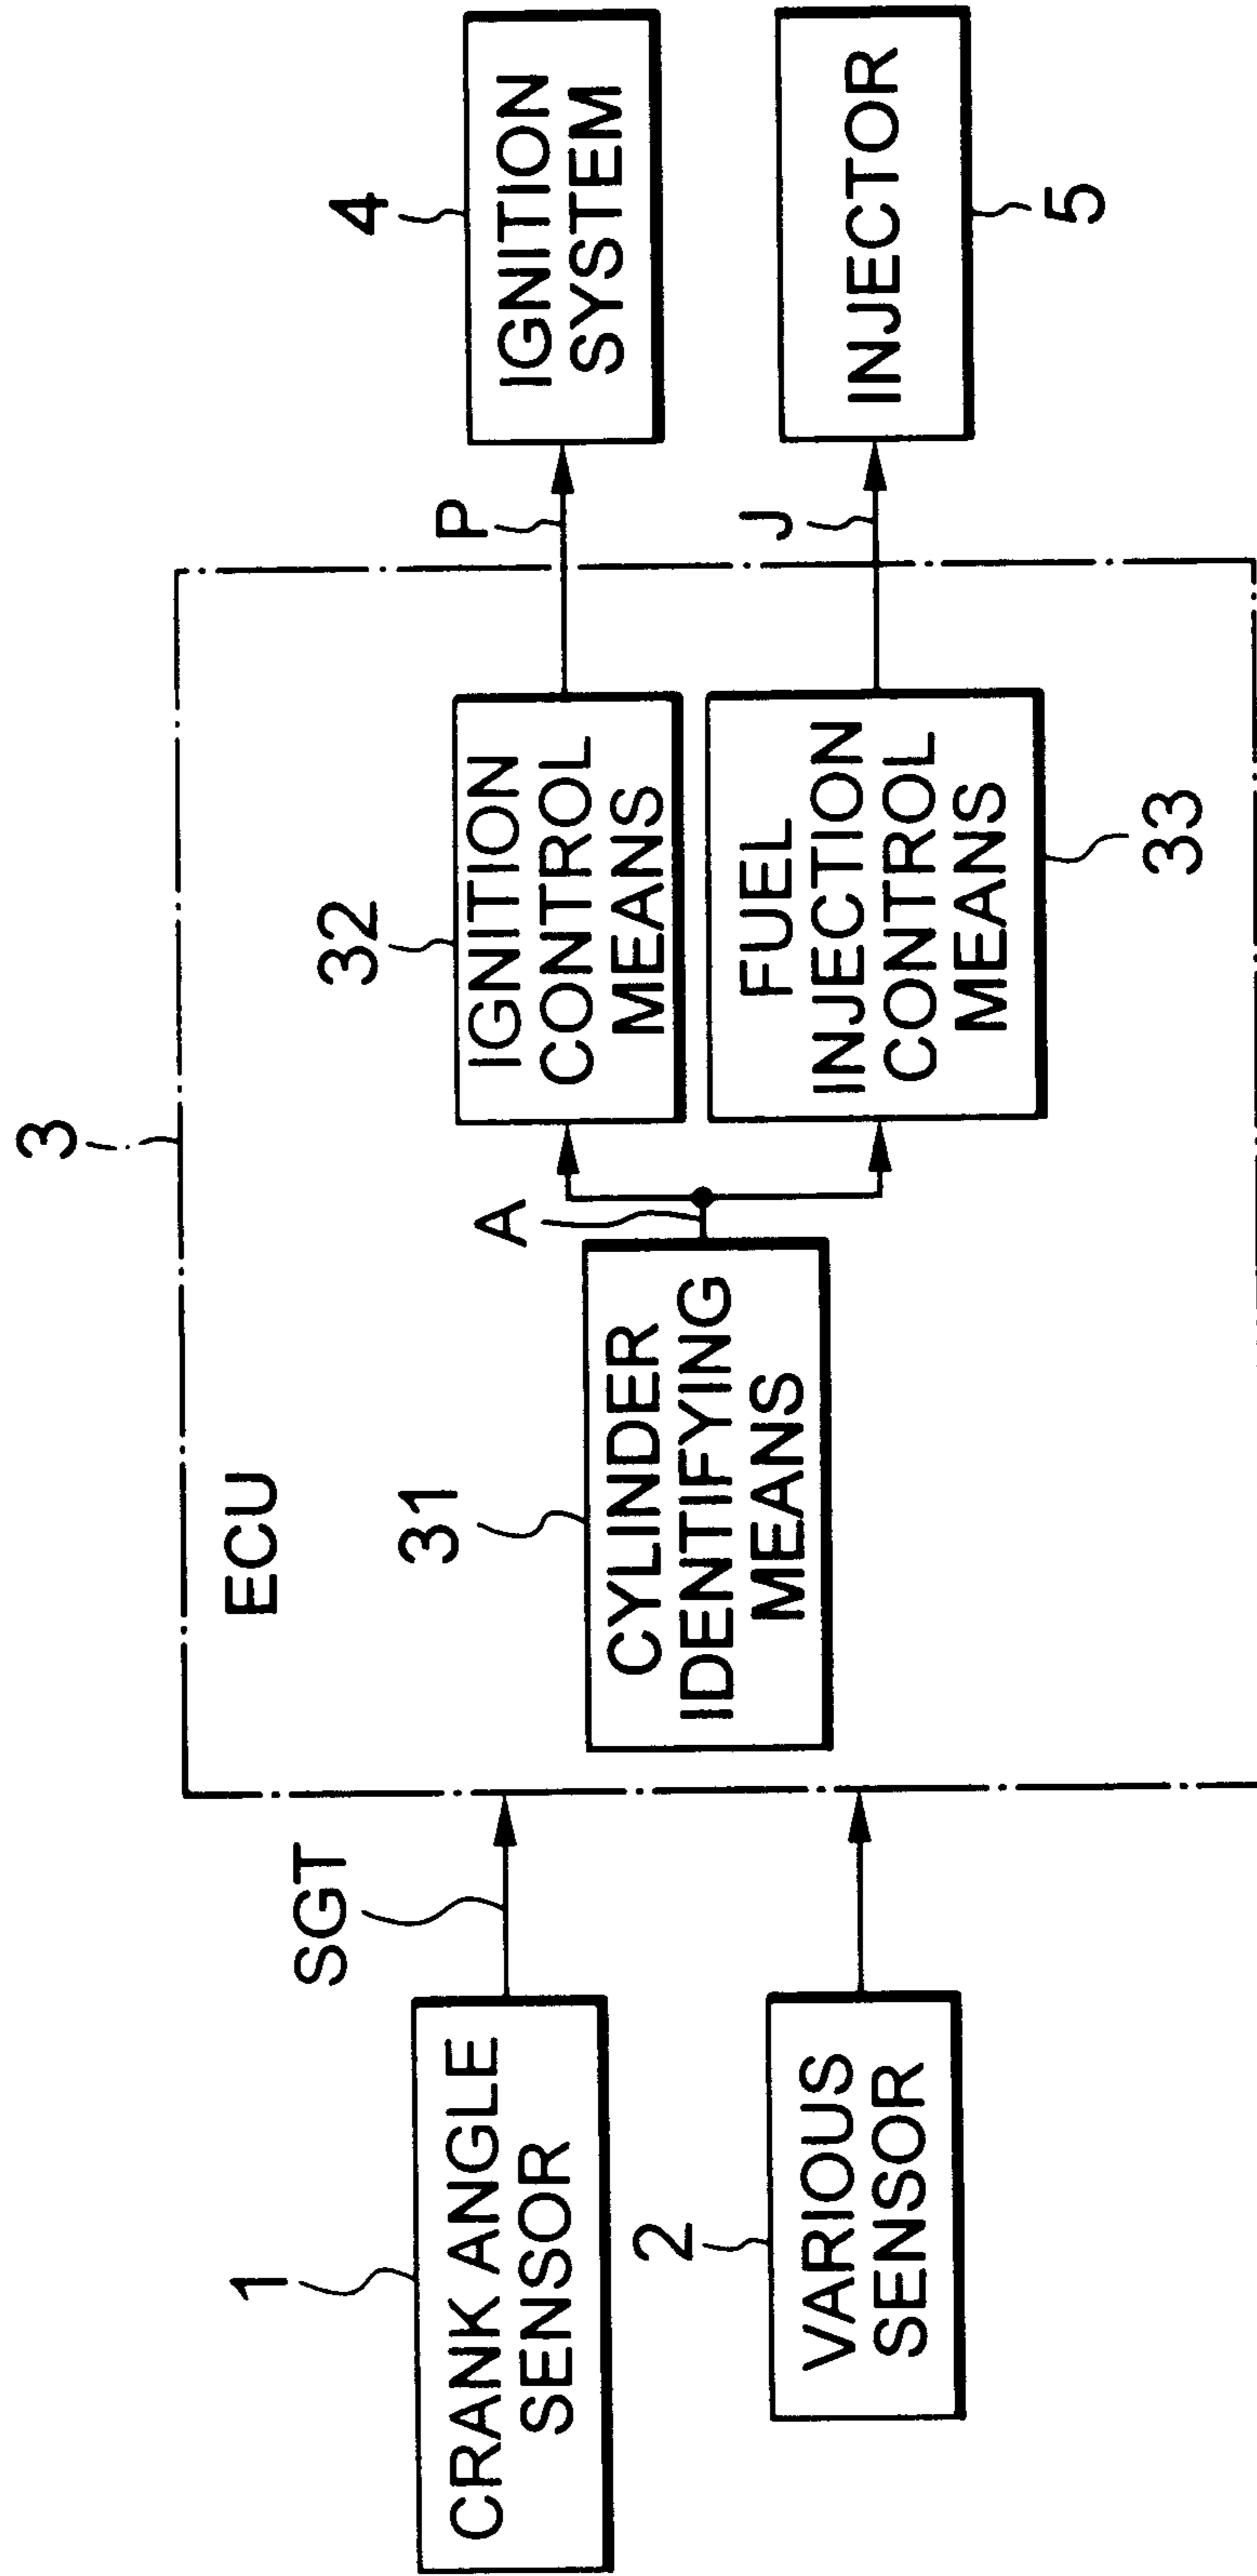 1
CRANK ANGLE
SENSOR
SGT
2
VARIOUS
SENSOR
3
ECU
31
CYLINDER
IDENTIFYING
MEANS
A
32
IGNITION
CONTROL
MEANS
FUEL
INJECTION
CONTROL
MEANS
33
P
4
IGNITION
SYSTEM
J
INJECTOR
5